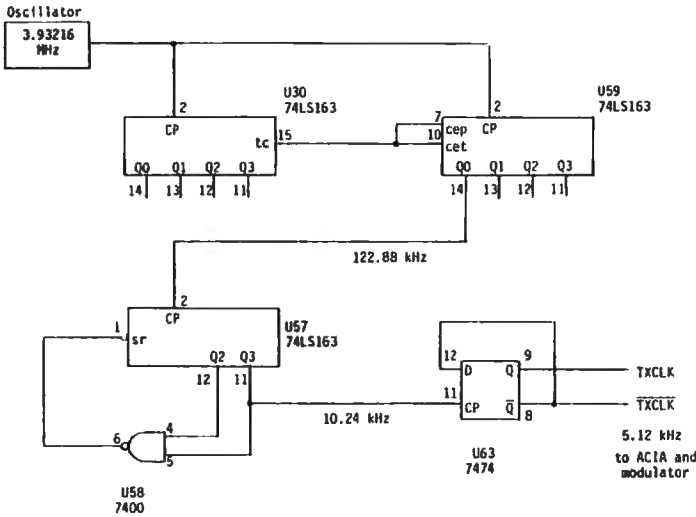 Oscillator
3.93216
MHz
U30
74LS163
U59
74LS163
2
CP
tc
15
Q0 Q1 Q2 Q3
14 13 12 11
7
10
cep
cet
2
CP
Q0 Q1 Q2 Q3
14 13 12 11
122.88 kHz
1
sr
2
CP
U57
74LS163
Q2 Q3
12 11
10.24 kHz
6
4
5
U58
7400
12
D
11
CP
Q
9
Q̅
8
U63
7474
TXCLK
T̅X̅C̅L̅K̅
5.12 kHz
to ACIA and
modulator